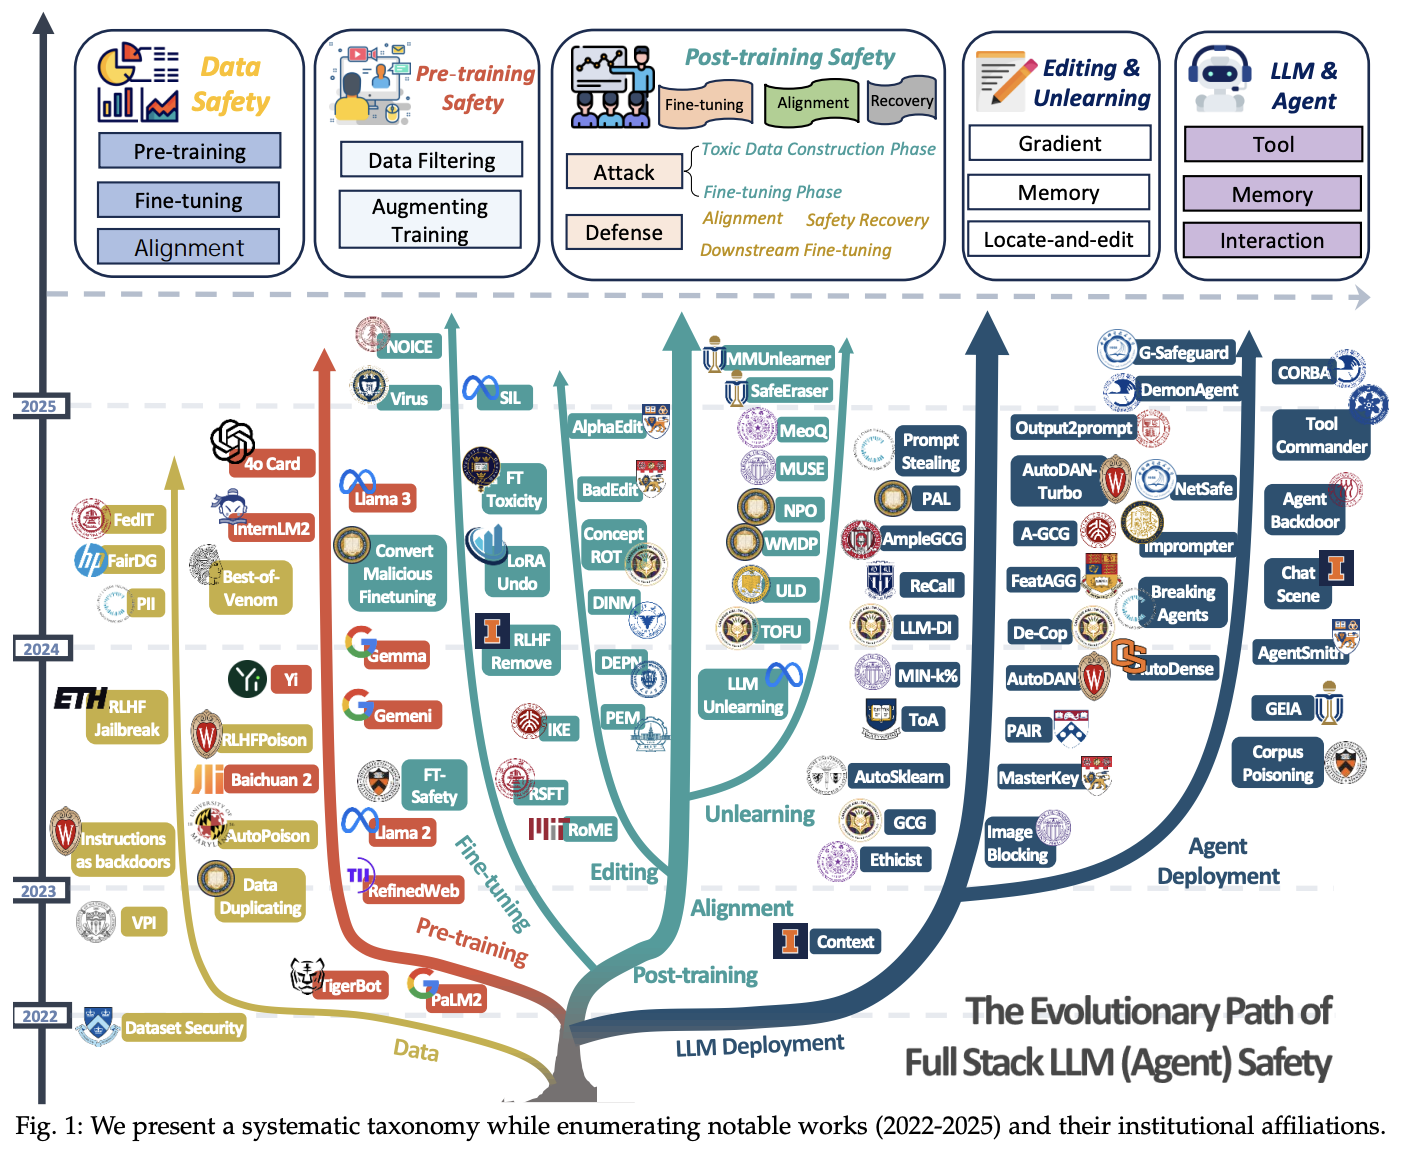 Data
Safety
Pre-training
Fine-tuning
Alignment
Pre-training
Safety
Data Filtering
Augmenting
Training
Post-training Safety
Fine-tuning
Alignment
Recovery
Attack
Toxic Data Construction Phase
Fine-tuning Phase
Defense
Alignment
Safety Recovery
Downstream Fine-tuning
Editing &
Unlearning
Gradient
Memory
Locate-and-edit
LLM &
Agent
Tool
Memory
Interaction
2025
2024
2023
2022
FedIT
hp
FairDG
PII
ETH
RLHF
Jailbreak
Instructions
as backdoors
VPI
Dataset Security
4o Card
InternLM2
Best-of-
Venom
Yi
Yi
RLHFPoison
Baichuan 2
AutoPoison
Data
Duplicating
TigerBot
PaLM2
NOICE
Virus
Llama 3
Convert
Malicious
Finetuning
Gemma
Gemeni
FT-
Safety
Llama 2
TII
RefinedWeb
SIL
FT
Toxicity
LoRA
Undo
RLHF
Remove
IKE
RSFT
MIT
RoME
AlphaEdit
BadEdit
Concept
ROT
DINM
DEPN
PEM
MMUnlearner
SafeEraser
MeoQ
MUSE
NPO
WMDP
ULD
TOFU
LLM
Unlearning
Prompt
Stealing
PAL
AmpleGCG
ReCall
LLM-DI
MIN-k%
ToA
AutoSklearn
GCG
Ethicist
Context
G-Safeguard
DemonAgent
Output2prompt
AutoDAN-
Turbo
NetSafe
A-GCG
Imprompter
FeatAGG
Breaking
Agents
De-Cop
AutoDense
AutoDAN
PAIR
MasterKey
Image
Blocking
CORBA
Tool
Commander
Agent
Backdoor
Chat
Scene
AgentSmith
GEIA
Corpus
Poisoning
Data
Pre-training
Fine-tuning
Editing
Unlearning
Alignment
Post-training
LLM Deployment
Agent
Deployment
The Evolutionary Path of
Full Stack LLM (Agent) Safety
Fig. 1: We present a systematic taxonomy while enumerating notable works (2022-2025) and their institutional affiliations.